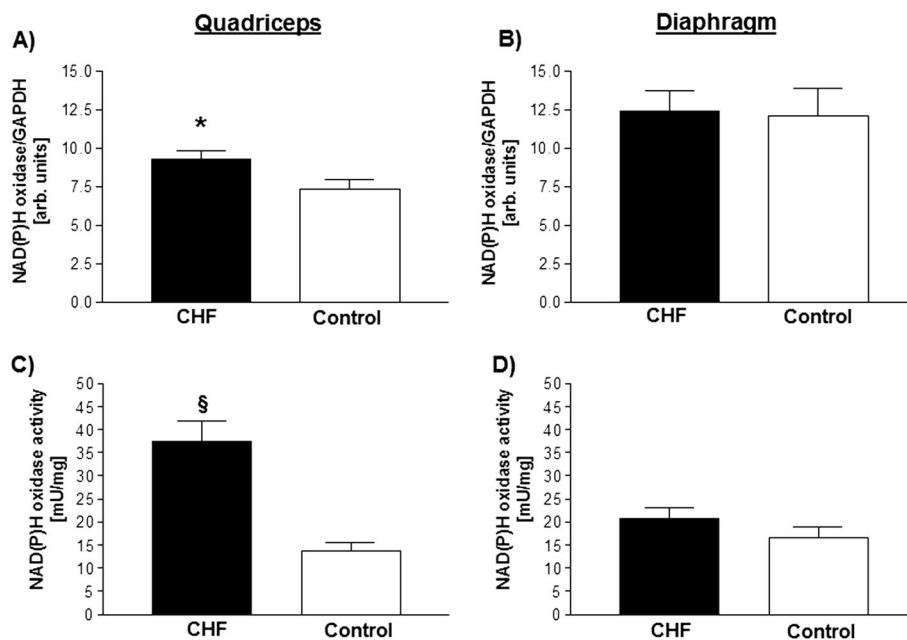 Quadriceps
Diaphragm
A)
NAD(P)H oxidase/GAPDH
[arb. units]
15.0
12.5
10.0
7.5
5.0
2.5
0.0
*
CHF
Control
B)
NAD(P)H oxidase/GAPDH
[arb. units]
15.0
12.5
10.0
7.5
5.0
2.5
0.0
CHF
Control
C)
NAD(P)H oxidase activity
[mU/mg]
50
45
40
35
30
25
20
15
10
5
0
§
CHF
Control
D)
NAD(P)H oxidase activity
[mU/mg]
50
45
40
35
30
25
20
15
10
5
0
CHF
Control